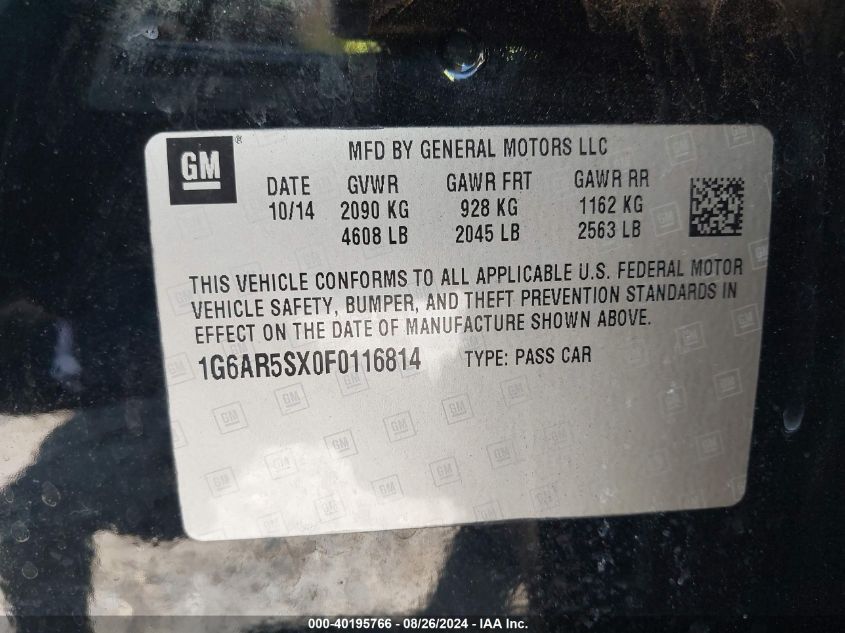 GM®
MFD BY GENERAL MOTORS LLC
DATE GVWR GAWR FRT GAWR RR
10/14 2090 KG 928 KG 1162 KG
4608 LB 2045 LB 2563 LB
THIS VEHICLE CONFORMS TO ALL APPLICABLE U.S. FEDERAL MOTOR
VEHICLE SAFETY, BUMPER, AND THEFT PREVENTION STANDARDS IN
EFFECT ON THE DATE OF MANUFACTURE SHOWN ABOVE.
1G6AR5SX0F0116814 TYPE: PASS CAR
000-40195766 - 08/26/2024 - IAA Inc.